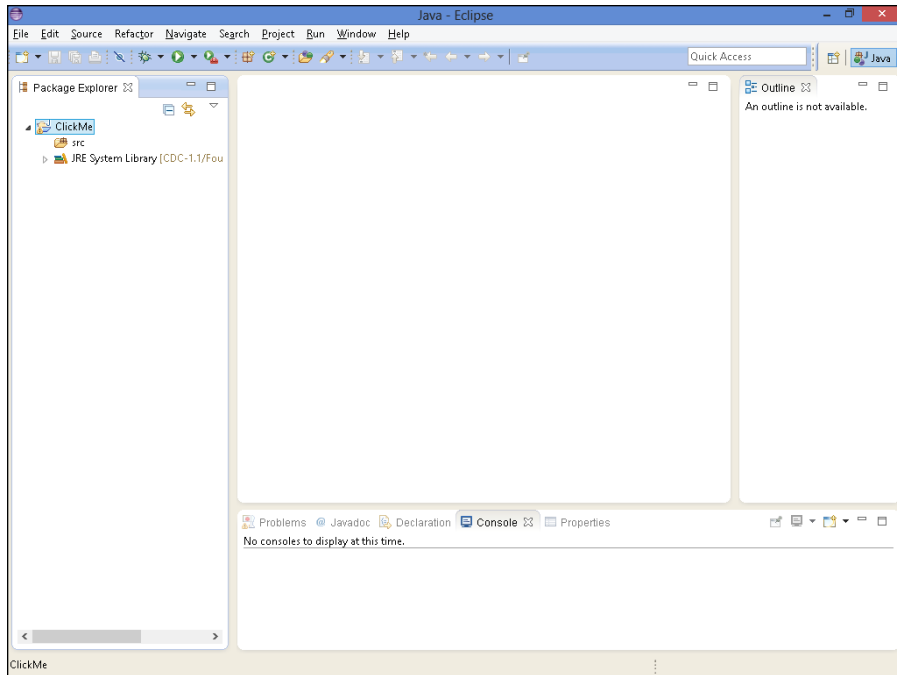 Java - Eclipse
File Edit Source Refactor Navigate Search Project Run Window Help
Quick Access
Java
Package Explorer
ClickMe
src
JRE System Library [CDC-1.1/Fou
Outline
An outline is not available.
Problems @ Javadoc Declaration Console Properties
No consoles to display at this time.
ClickMe